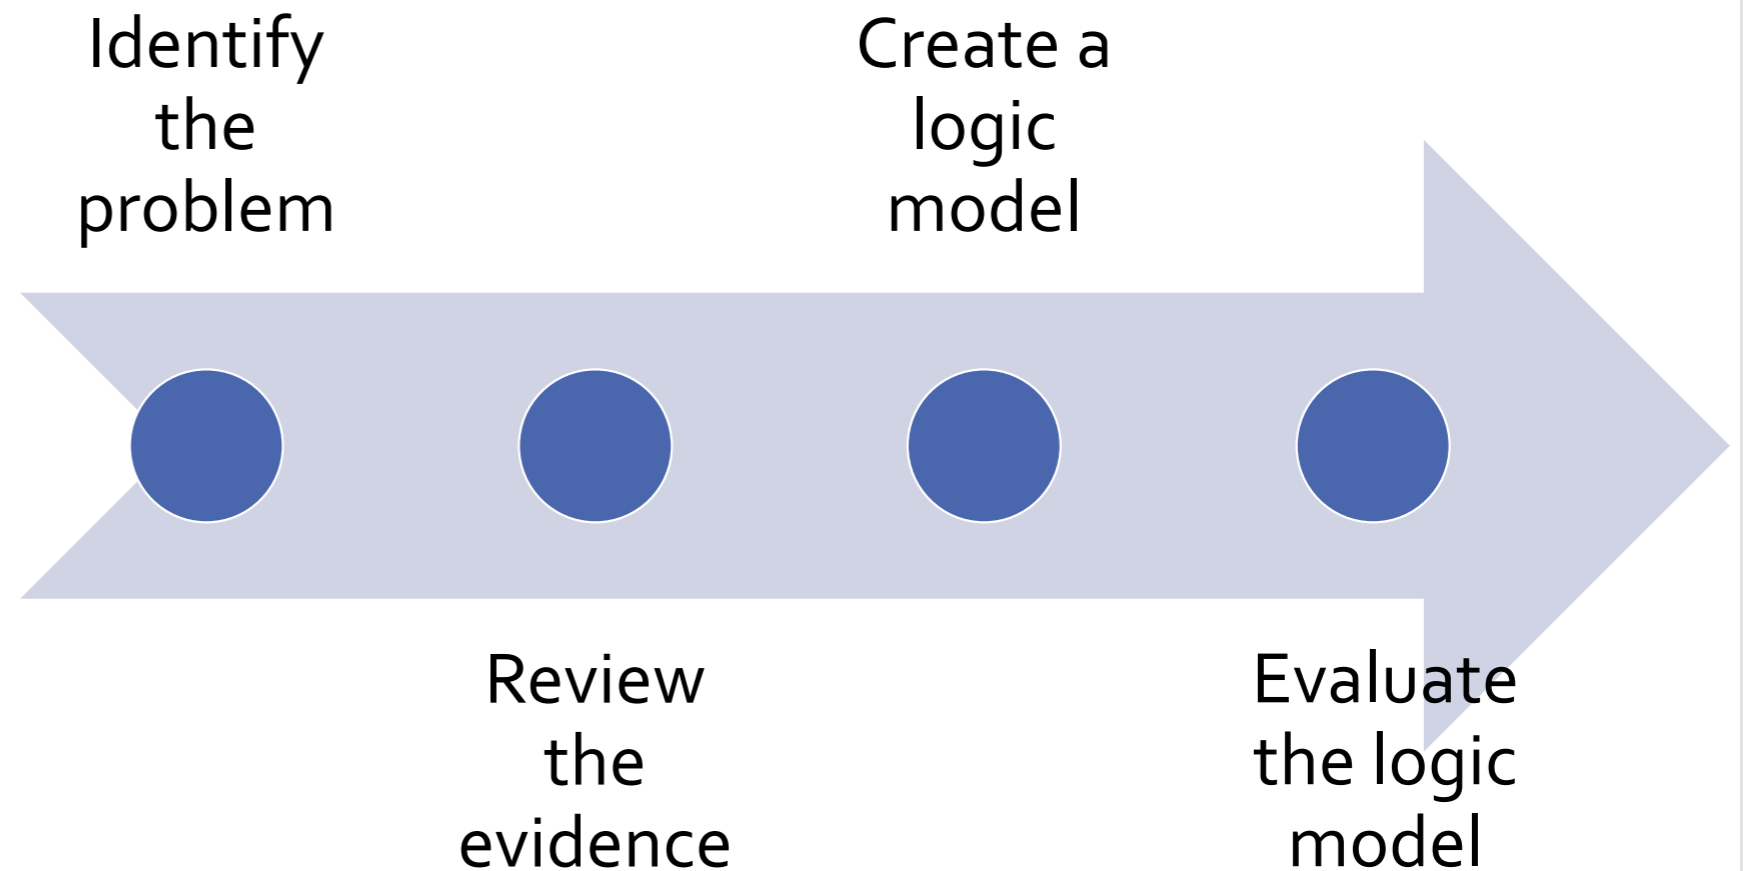 Identify
the
problem
Review
the
evidence
Create a
logic
model
Evaluate
the logic
model